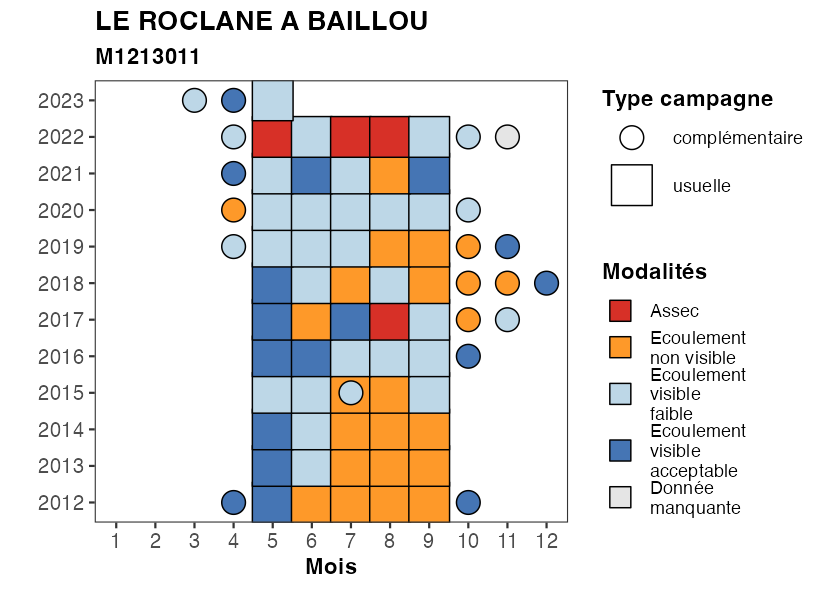 LE ROCLANE A BAILLOU
M1213011
2023
2022
2021
2020
2019
2018
2017
2016
2015
2014
2013
2012
1 2 3 4 5 6 7 8 9 10 11 12
Mois
Type campagne
complémentaire
usuelle
Modalités
Assec
Ecoulement
non visible
Ecoulement
visible
faible
Ecoulement
visible
acceptable
Donnée
manquante